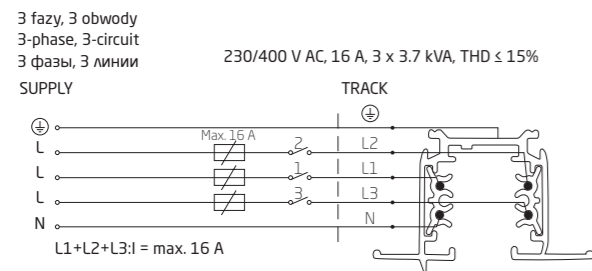 3 fazy, 3 obwody
3-phase, 3-circuit
3 фазы, 3 линии
230/400 V AC, 16 A, 3 x 3.7 kVA, THD ≤ 15%
SUPPLY
TRACK
Max. 16 A
L 2 L2
L 1 L1
L 3 L3
N N
L1+L2+L3:I = max. 16 A